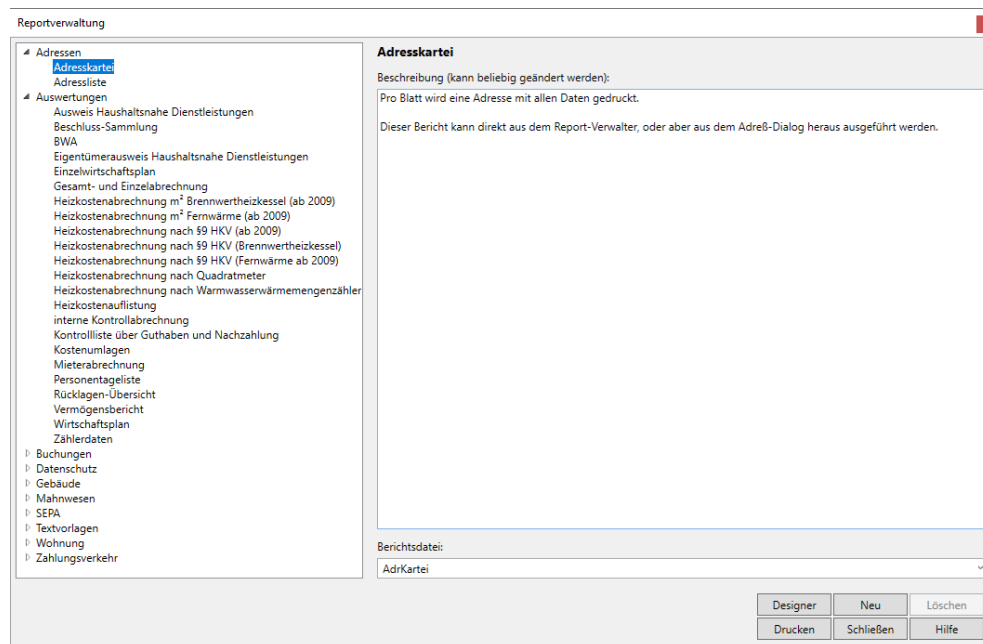 Reportverwaltung
Adressen
Adresskartei
Adressliste
Auswertungen
Ausweis Haushaltsnahe Dienstleistungen
Beschluss-Sammlung
BWA
Eigentümerausweis Haushaltsnahe Dienstleistungen
Einzelwirtschaftsplan
Gesamt- und Einzelabrechnung
Heizkostenabrechnung m² Brennwertheizkessel (ab 2009)
Heizkostenabrechnung m² Fernwärme (ab 2009)
Heizkostenabrechnung nach §9 HKV (ab 2009)
Heizkostenabrechnung nach §9 HKV (Brennwertheizkessel)
Heizkostenabrechnung nach §9 HKV (Fernwärme ab 2009)
Heizkostenabrechnung nach Quadratmeter
Heizkostenabrechnung nach Warmwasserwärmemengenzähler
Heizkostenauflistung
interne Kontrollabrechnung
Kontrollliste über Guthaben und Nachzahlung
Kostenumlagen
Mieterabrechnung
Personentageliste
Rücklagen-Übersicht
Vermögensbericht
Wirtschaftsplan
Zählerdaten
Buchungen
Datenschutz
Gebäude
Mahnwesen
SEPA
Textvorlagen
Wohnung
Zahlungsverkehr
Adresskartei
Beschreibung (kann beliebig geändert werden):
Pro Blatt wird eine Adresse mit allen Daten gedruckt.
Dieser Bericht kann direkt aus dem Report-Verwalter, oder aber aus dem Adreß-Dialog heraus ausgeführt werden.
Berichtsdatei:
AdrKartei
Designer Neu Löschen
Drucken Schließen Hilfe